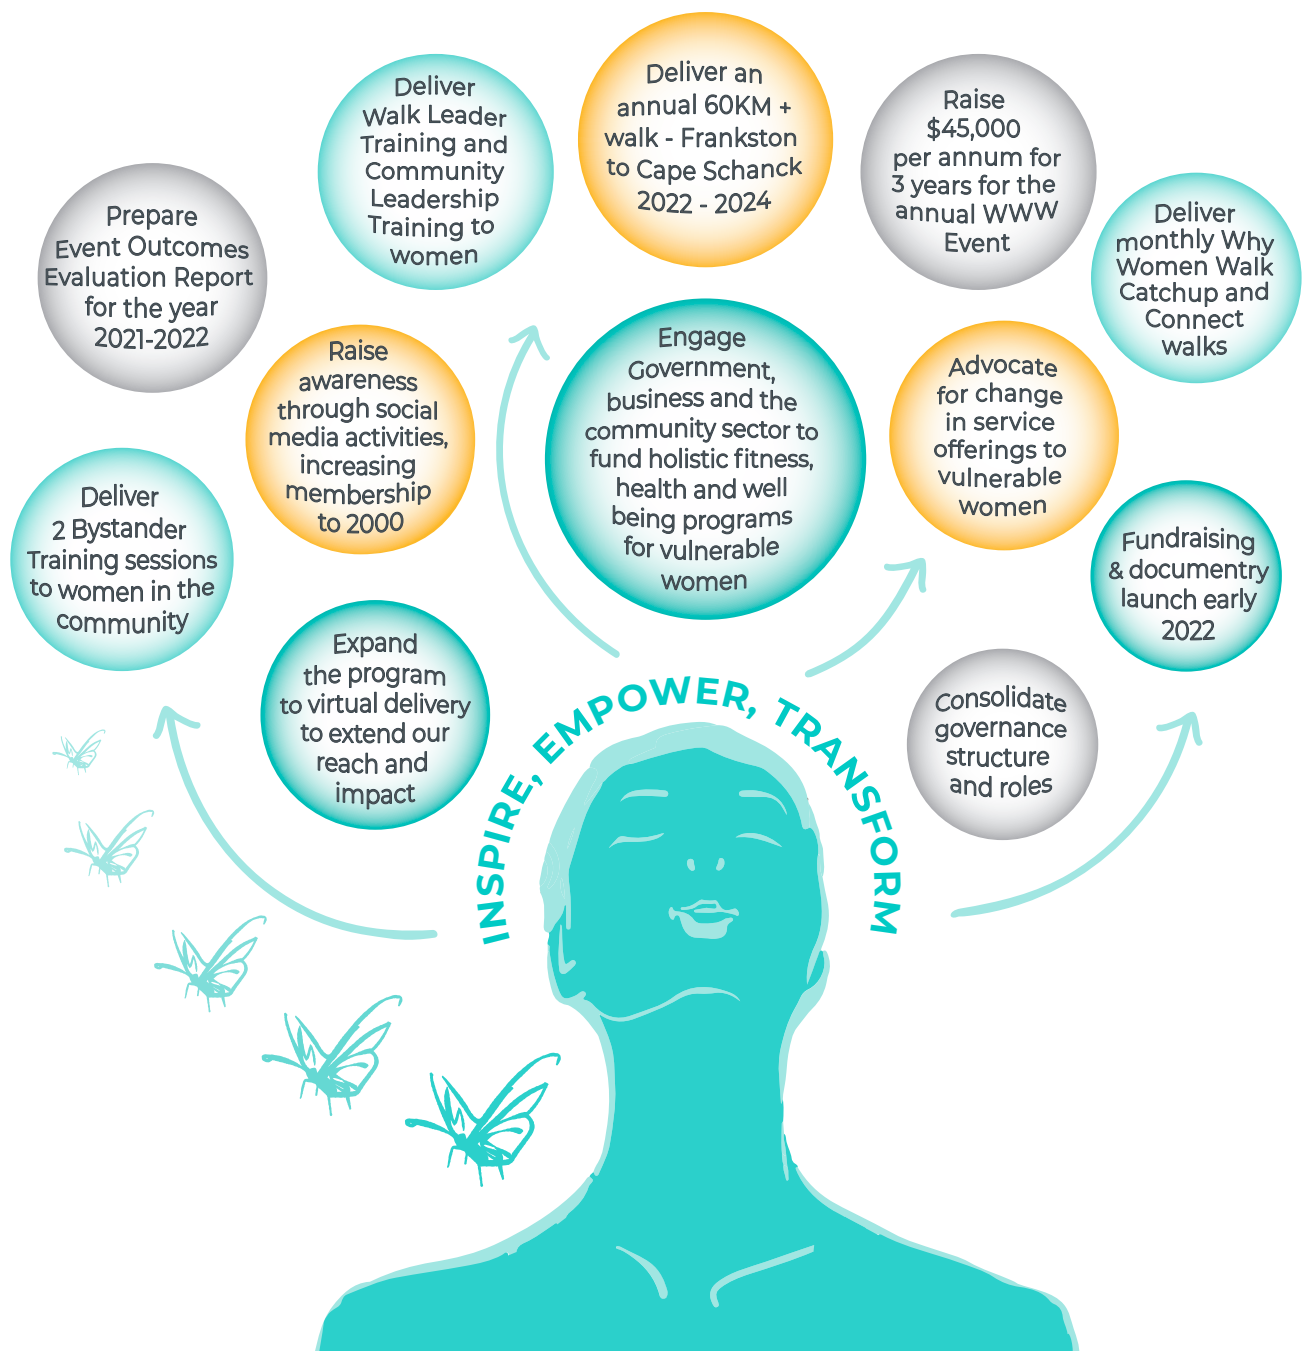 Deliver an
annual 60KM +
walk - Frankston
to Cape Schanck
2022 - 2024
Deliver
Walk Leader
Training and
Community
Leadership
Training to
women
Raise
$45,000
per annum for
3 years for the
annual WWW
Event
Prepare
Event Outcomes
Evaluation Report
for the year
2021-2022
Deliver
monthly Why
Women Walk
Catchup and
Connect
walks
Raise
awareness
through social
media activities,
increasing
membership
to 2000
Engage
Government,
business and the
community sector to
fund holistic fitness,
health and well
being programs
for vulnerable
women
Advocate
for change
in service
offerings to
vulnerable
women
Deliver
2 Bystander
Training sessions
to women in the
community
Fundraising
& documentry
launch early
2022
Expand
the program
to virtual delivery
to extend our
reach and
impact
Consolidate
governance
structure
and roles
INSPIRE, EMPOWER, TRANSFORM